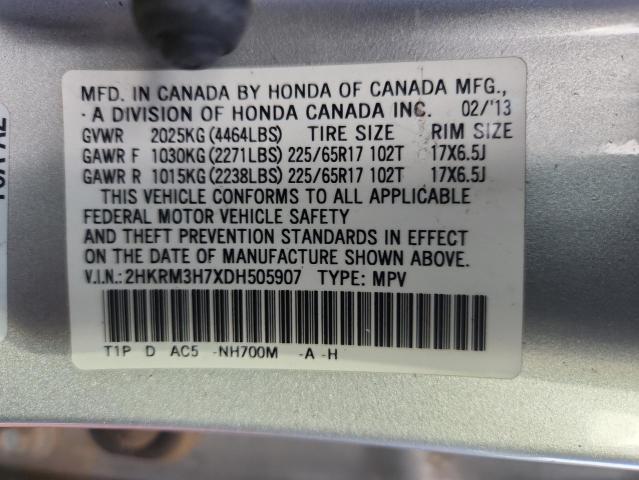 MFD. IN CANADA BY HONDA OF CANADA MFG.,
· A DIVISION OF HONDA CANADA INC. 02/'13
GVWR 2025KG (4464LBS) TIRE SIZE RIM SIZE
GAWR F 1030KG (2271LBS) 225/65R17 102T 17X6.5J
GAWR R 1015KG (2238LBS) 225/65R17 102T 17X6.5J
THIS VEHICLE CONFORMS TO ALL APPLICABLE
FEDERAL MOTOR VEHICLE SAFETY
AND THEFT PREVENTION STANDARDS IN EFFECT
ON THE DATE OF MANUFACTURE SHOWN ABOVE.
V.I.N.: 2HKRM3H7XDH505907 TYPE: MPV
T1P D AC5 -NH700M -A -H